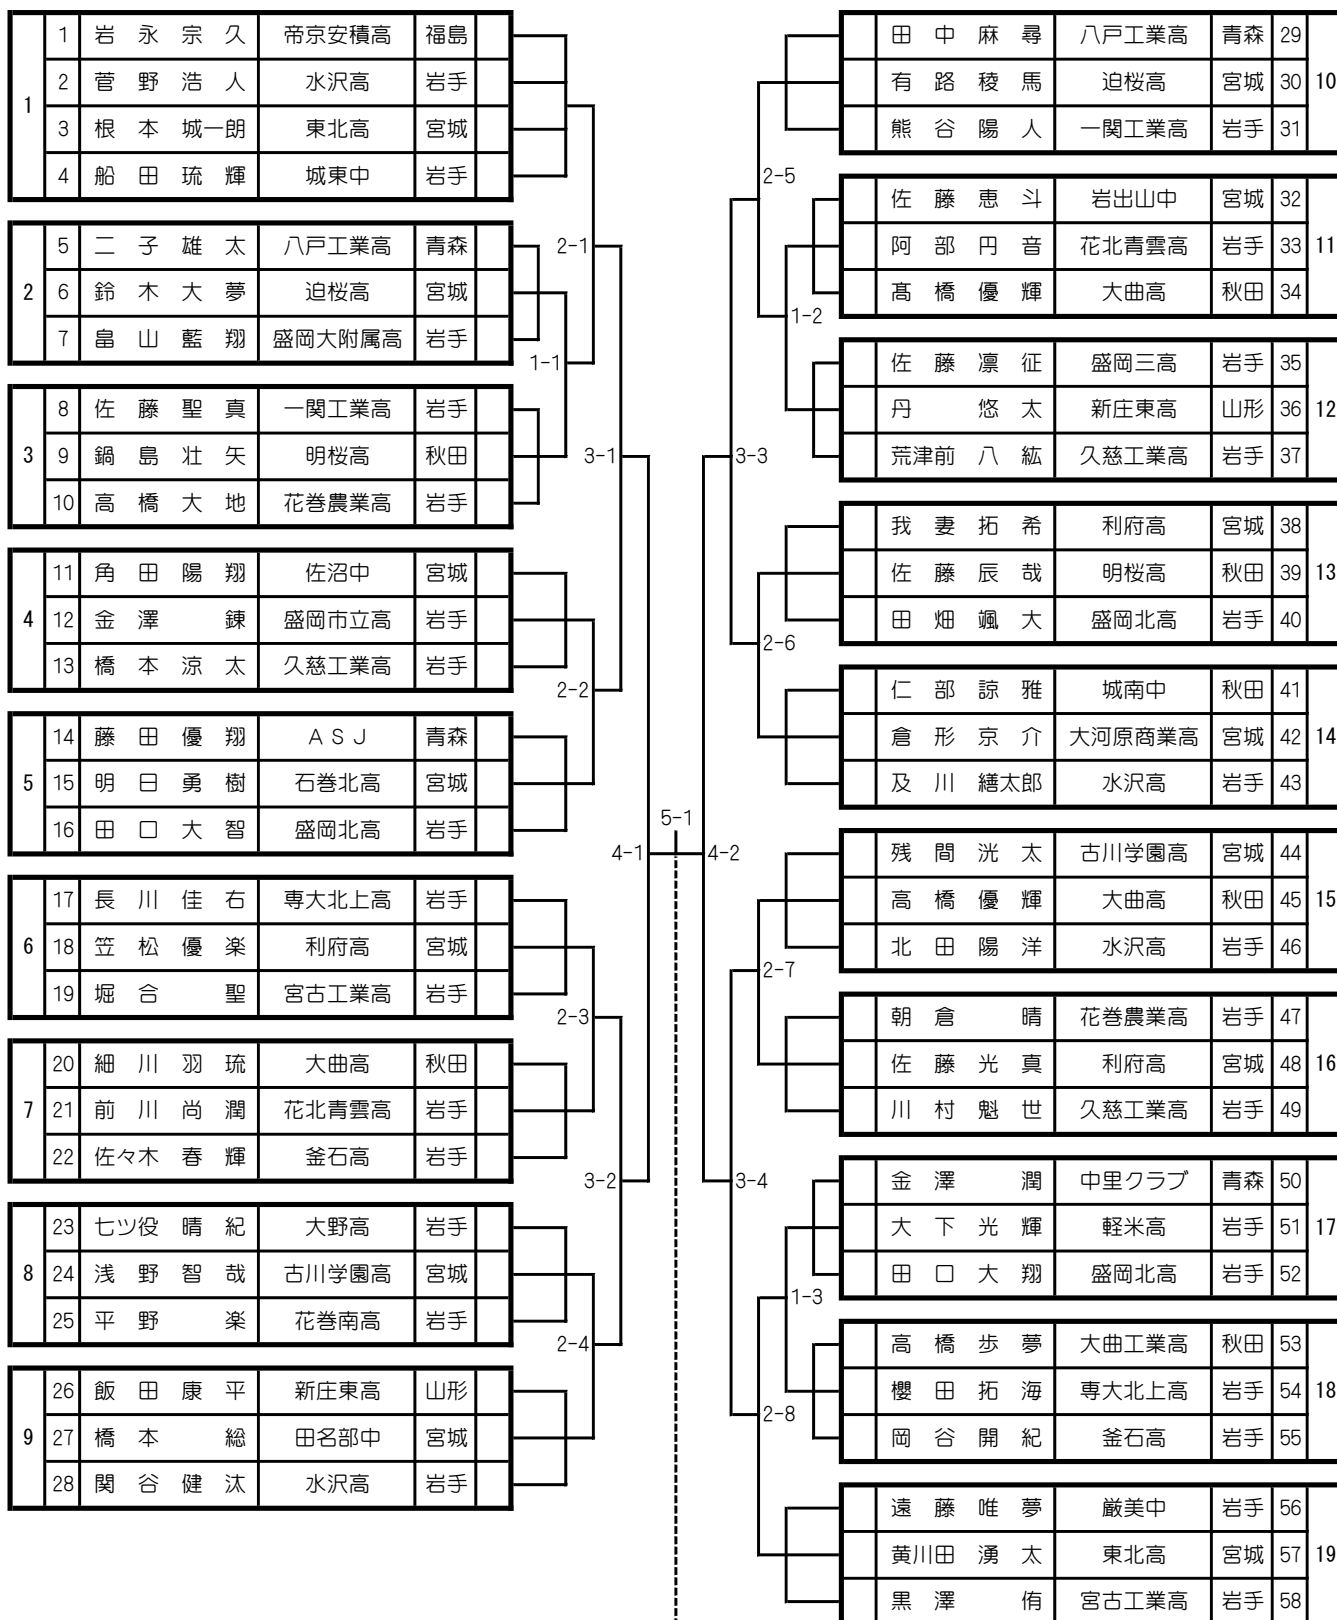 1 岩永宗久 帝京安積高 福島
2 菅野浩人 水沢高 岩手
1
3 根本城一朗 東北高 宮城
4 船田琉輝 城東中 岩手
5 二子雄太 八戸工業高 青森
2 6 鈴木大夢 迫桜高 宮城
7 畠山藍翔 盛岡大附属高 岩手
8 佐藤聖真 一関工業高 岩手
3 9 鍋島壮矢 明桜高 秋田
10 高橋大地 花巻農業高 岩手
11 角田陽翔 佐沼中 宮城
4 12 金澤錬 盛岡市立高 岩手
13 橋本涼太 久慈工業高 岩手
14 藤田優翔 ASJ 青森
5 15 明日勇樹 石巻北高 宮城
16 田口大智 盛岡北高 岩手
17 長川佳右 専大北上高 岩手
6 18 笠松優楽 利府高 宮城
19 堀合聖 宮古工業高 岩手
20 細川羽琉 大曲高 秋田
7 21 前川尚潤 花北青雲高 岩手
22 佐々木春輝 釜石高 岩手
23 七ツ役晴紀 大野高 岩手
8 24 浅野智哉 古川学園高 宮城
25 平野楽 花巻南高 岩手
26 飯田康平 新庄東高 山形
9 27 橋本総 田名部中 宮城
28 関谷健汰 水沢高 岩手
2-1
1-1
3-1
2-2
4-1
2-3
3-2
2-4
5-1
2-5
1-2
3-3
2-6
4-2
2-7
3-4
1-3
2-8
田中麻尋 八戸工業高 青森 29
有路稜馬 迫桜高 宮城 30 10
熊谷陽人 一関工業高 岩手 31
佐藤恵斗 岩出山中 宮城 32
阿部円音 花北青雲高 岩手 33 11
髙橋優輝 大曲高 秋田 34
佐藤凛征 盛岡三高 岩手 35
丹悠太 新庄東高 山形 36 12
荒津前八紘 久慈工業高 岩手 37
我妻拓希 利府高 宮城 38
佐藤辰哉 明桜高 秋田 39 13
田畑颯大 盛岡北高 岩手 40
仁部諒雅 城南中 秋田 41
倉形京介 大河原商業高 宮城 42 14
及川繕太郎 水沢高 岩手 43
残間洸太 古川学園高 宮城 44
高橋優輝 大曲高 秋田 45 15
北田陽洋 水沢高 岩手 46
朝倉晴 花巻農業高 岩手 47
佐藤光真 利府高 宮城 48 16
川村魁世 久慈工業高 岩手 49
金澤潤 中里クラブ 青森 50
大下光輝 軽米高 岩手 51 17
田口大翔 盛岡北高 岩手 52
高橋歩夢 大曲工業高 秋田 53
櫻田拓海 専大北上高 岩手 54 18
岡谷開紀 釜石高 岩手 55
遠藤唯夢 厳美中 岩手 56
黄川田湧太 東北高 宮城 57 19
黒澤侑 宮古工業高 岩手 58